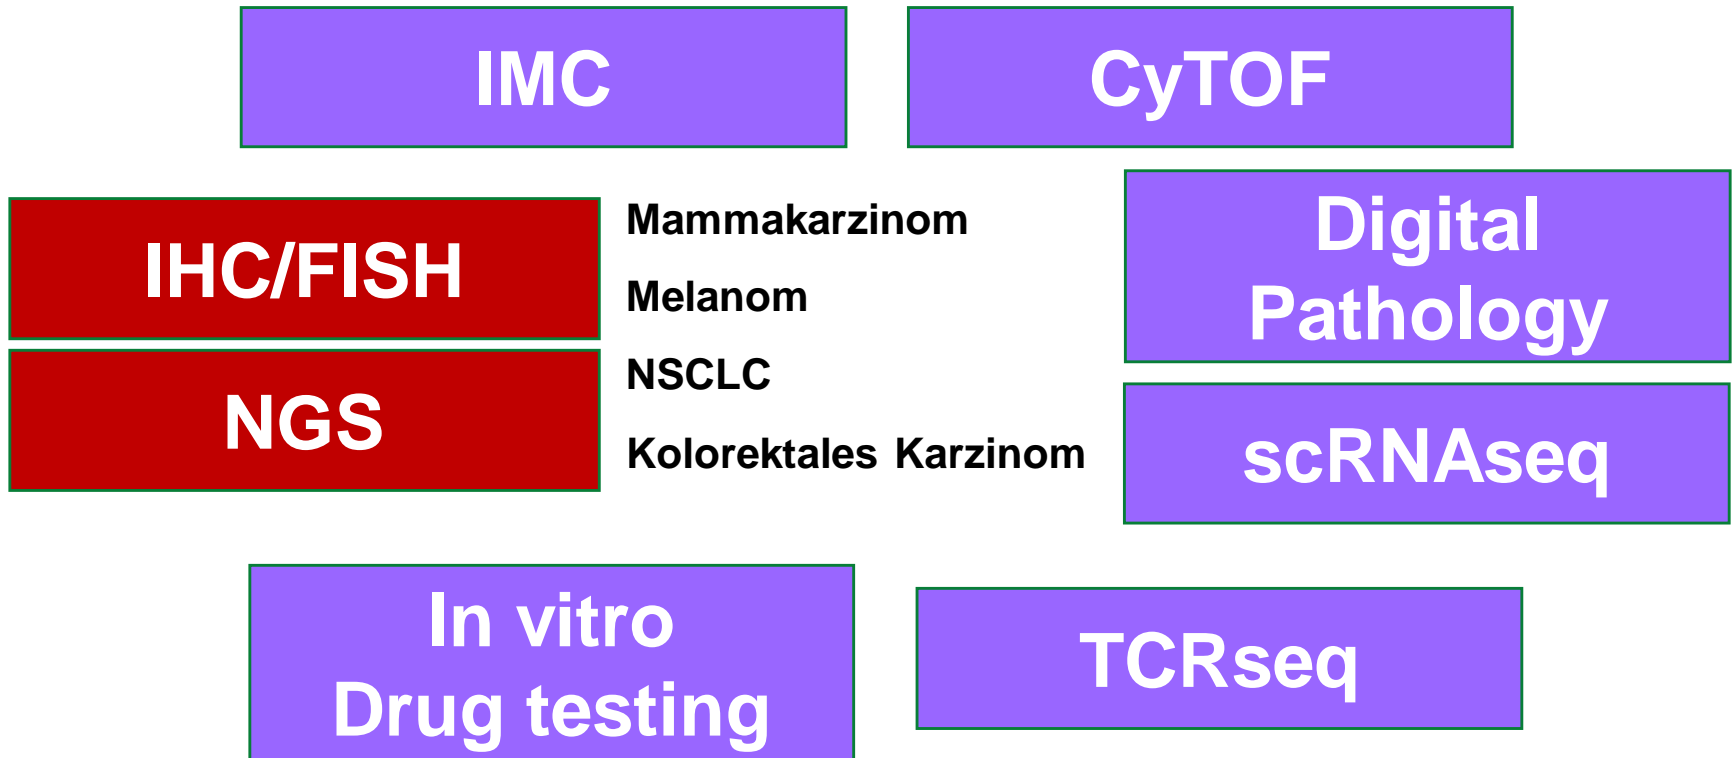 IMC
CyTOF
IHC/FISH
NGS
Mammakarzinom
Melanom
NSCLC
Kolorektales Karzinom
Digital
Pathology
scRNAseq
In vitro
Drug testing
TCRseq